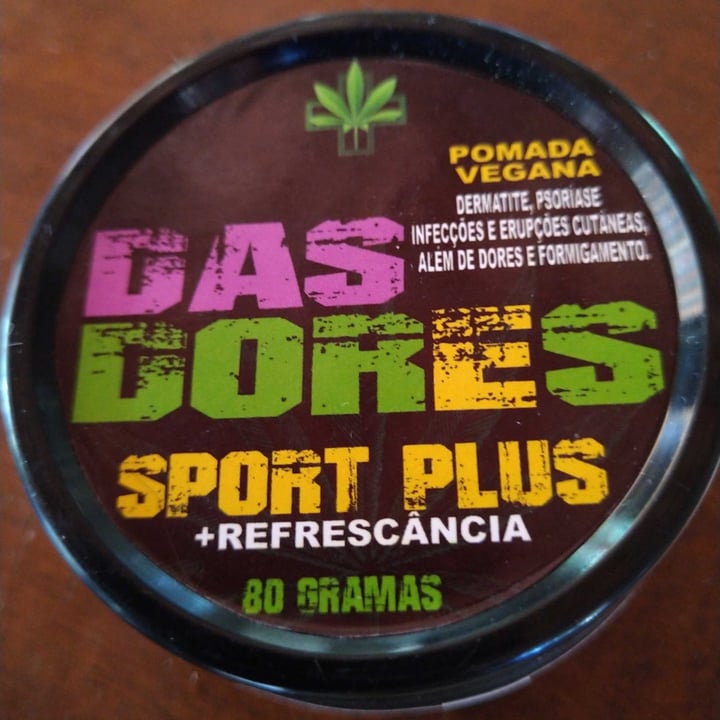 POMADA
VEGANA
DERMATITE, PSORÍASE
INFECÇÕES E ERUPÇÕES CUTÂNEAS,
ALEM DE DORES E FORMIGAMENTO.
DAS
DORES
SPORT PLUS
+REFRESCÂNCIA
80 GRAMAS